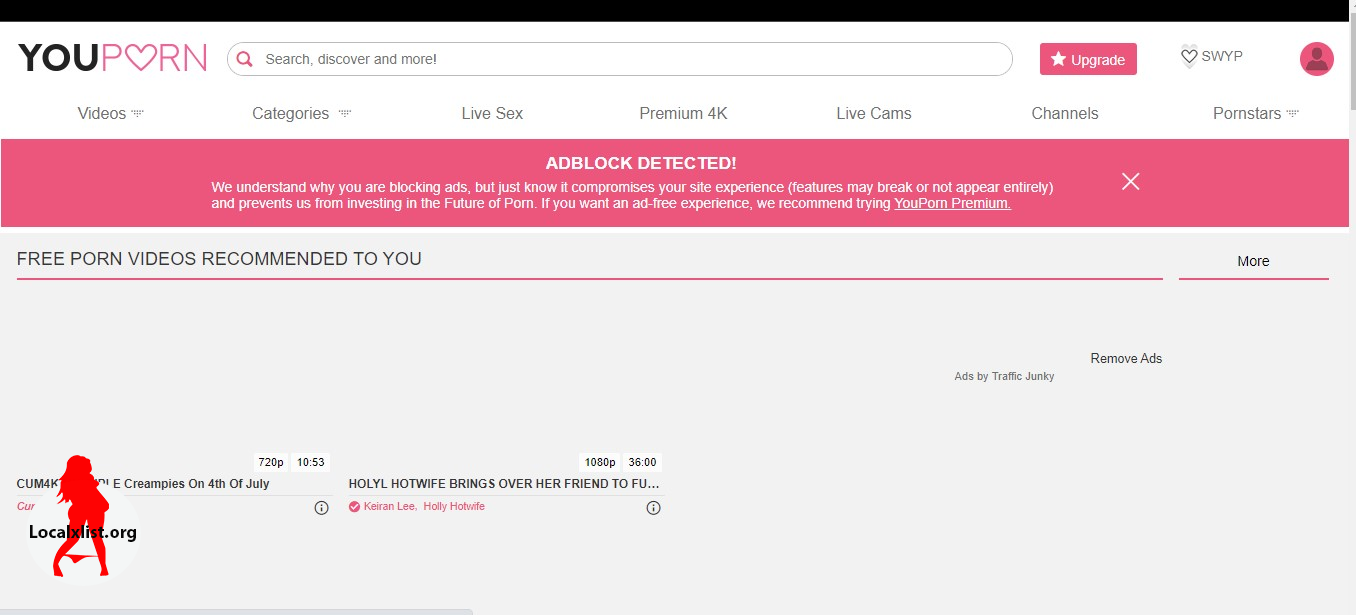 YOUPORN
Search, discover and more!
Upgrade
SWYP
Videos
Categories
Live Sex
Premium 4K
Live Cams
Channels
Pornstars
ADBLOCK DETECTED!
We understand why you are blocking ads, but just know it compromises your site experience (features may break or not appear entirely)
and prevents us from investing in the Future of Porn. If you want an ad-free experience, we recommend trying YouPorn Premium.
FREE PORN VIDEOS RECOMMENDED TO YOU
More
Remove Ads
Ads by Traffic Junky
720p 10:53
1080p 36:00
Creampies On 4th Of July
HOLYL HOTWIFE BRINGS OVER HER FRIEND TO FU...
Keiran Lee, Holly Hotwife
Localxlist.org